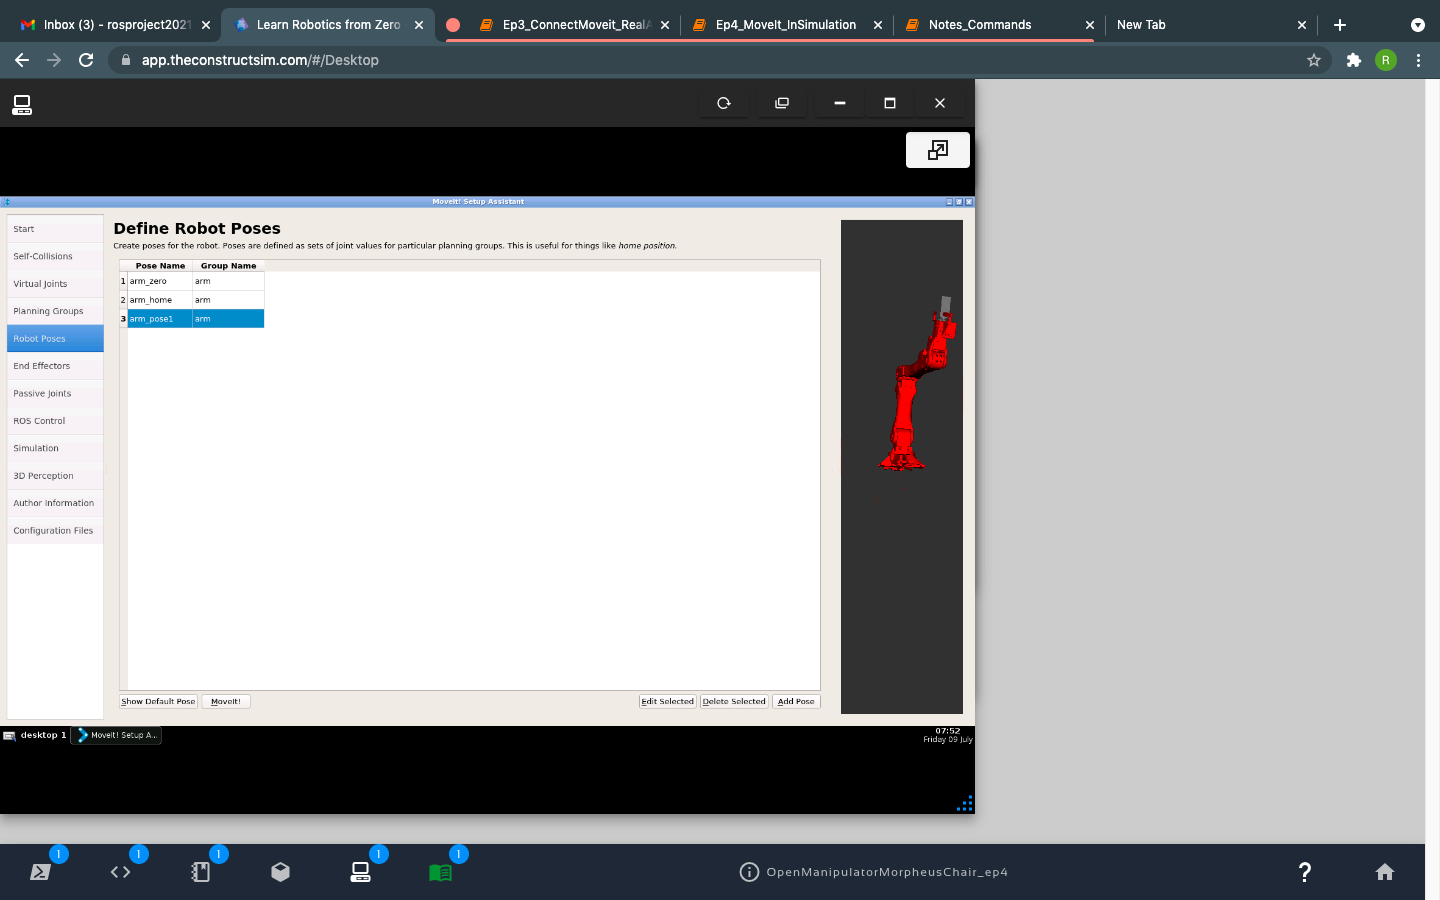 Inbox (3) - rosproject2021
Learn Robotics from Zero
Ep3_ConnectMoveit_RealA
Ep4_MoveIt_InSimulation
Notes_Commands
New Tab
app.theconstructsim.com/#/Desktop
R
MoveIt! Setup Assistant
Start
Self-Collisions
Virtual Joints
Planning Groups
Robot Poses
End Effectors
Passive Joints
ROS Control
Simulation
3D Perception
Author Information
Configuration Files
Define Robot Poses
Create poses for the robot. Poses are defined as sets of joint values for particular planning groups. This is useful for things like home position.
Pose Name Group Name
1 arm_zero arm
2 arm_home arm
3 arm_pose1 arm
Show Default Pose MoveIt! Edit Selected Delete Selected Add Pose
desktop 1 MoveIt! Setup A...
07:52
Friday 09 July
1 1 1 1 1
OpenManipulatorMorpheusChair_ep4
?